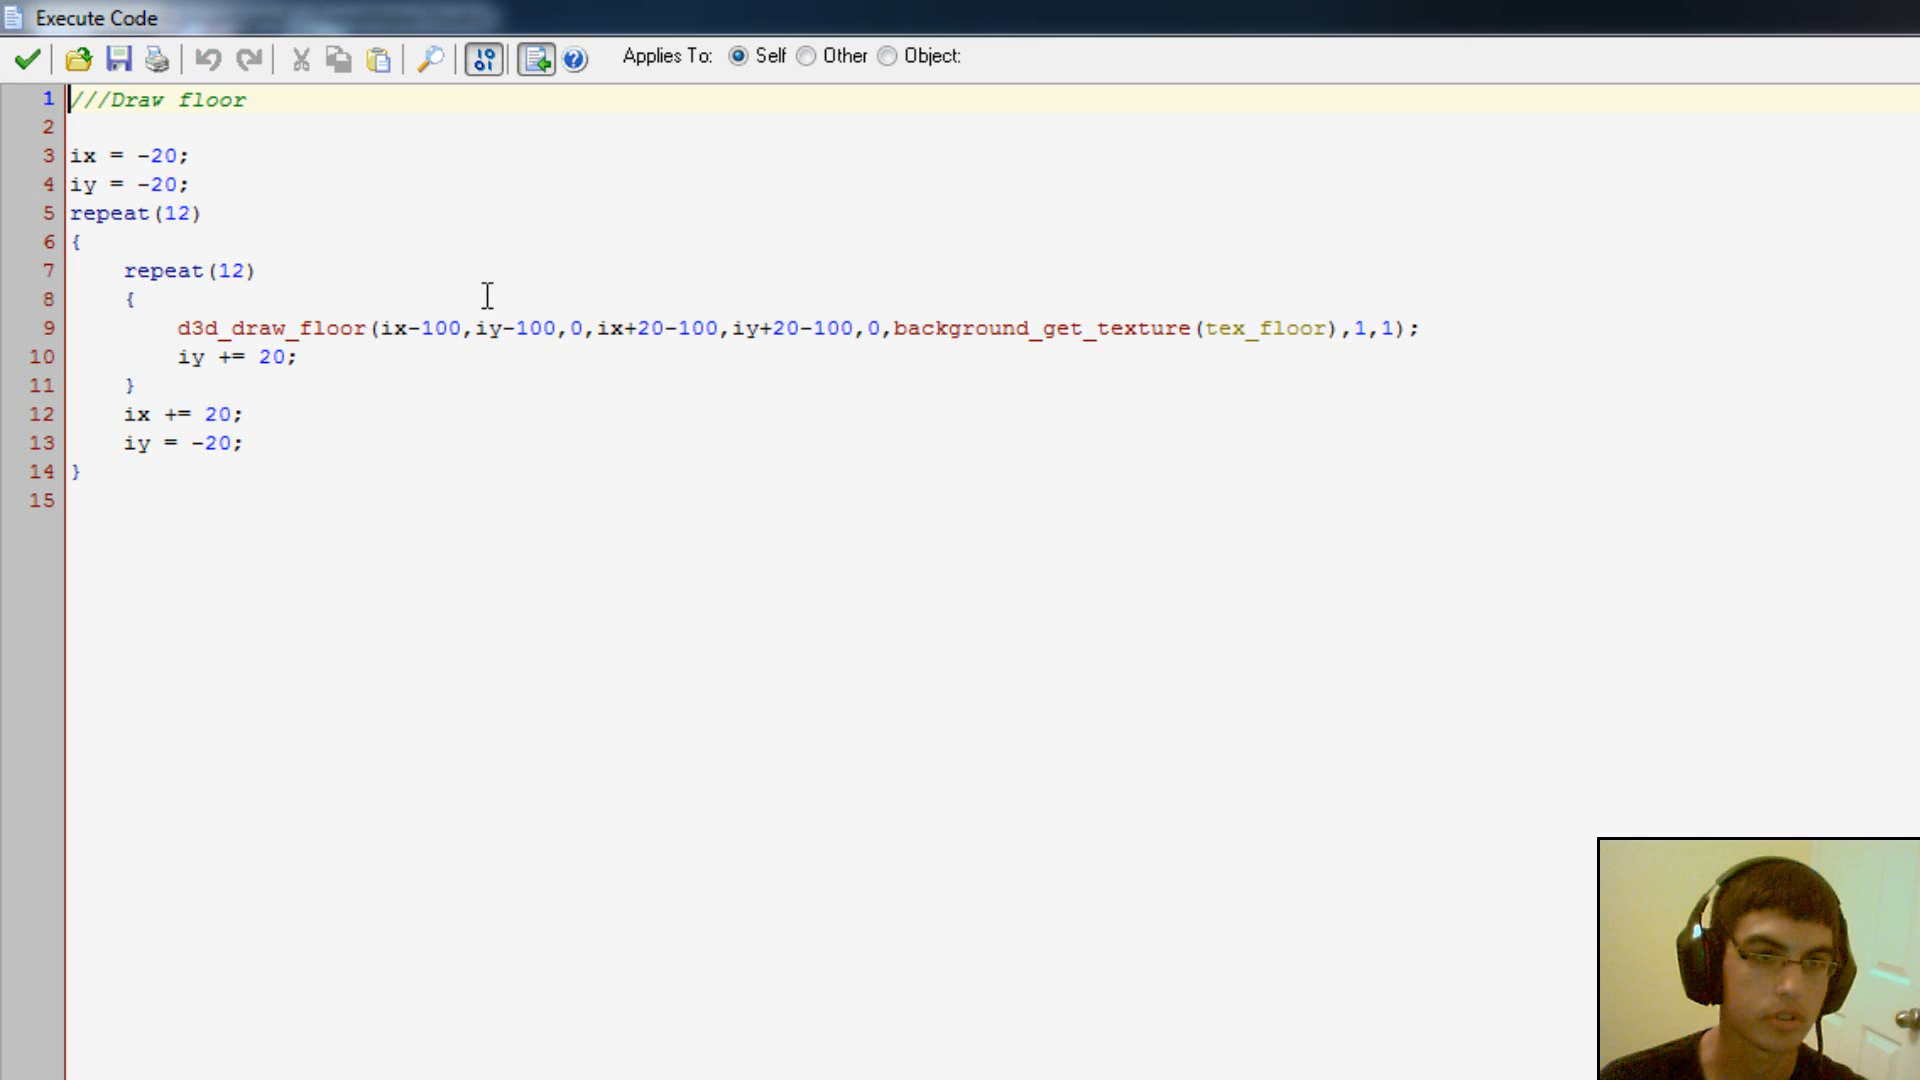 Execute Code
Applies To: Self Other Object:
1 ///Draw floor
2
3 ix = -20;
4 iy = -20;
5 repeat(12)
6 {
7 repeat(12)
8 {
9 d3d_draw_floor(ix-100,iy-100,0,ix+20-100,iy+20-100,0,background_get_texture(tex_floor),1,1);
10 iy += 20;
11 }
12 ix += 20;
13 iy = -20;
14 }
15